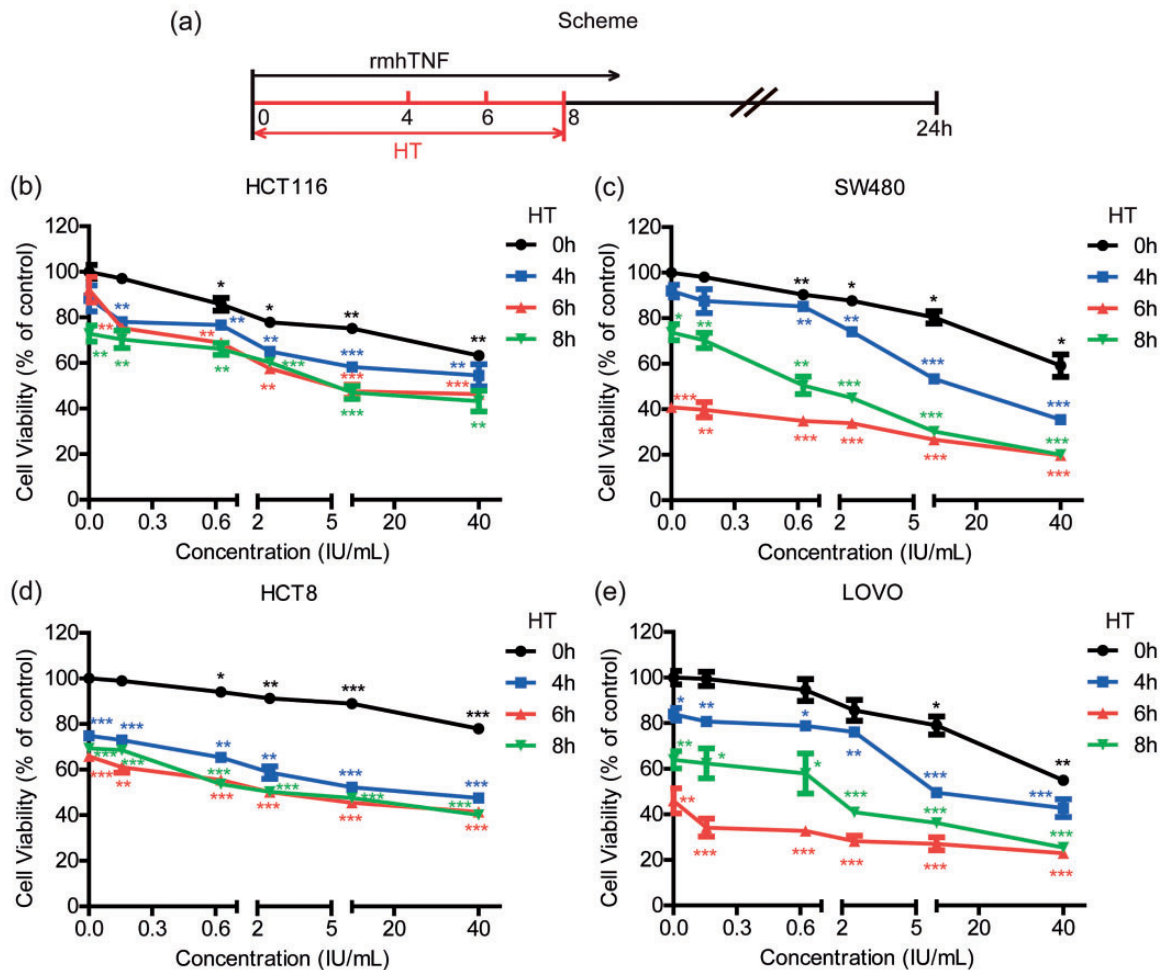 (a)
Scheme
rmhTNF
0 4 6 8 24h
HT
(b)
HCT116
Cell Viability (% of control)
120
100
80
60
40
20
0
0.0 0.3 0.6 2 5 20 40
Concentration (IU/mL)
HT
0h
4h
6h
8h
* * ** **
** ** ** *** **
** ** ** *** ***
** ** ** *** *** **
(c)
SW480
Cell Viability (% of control)
120
100
80
60
40
20
0
0.0 0.3 0.6 2 5 20 40
Concentration (IU/mL)
HT
0h
4h
6h
8h
** * * *
** ** *** ***
* ** ** *** *** ***
*** ** *** *** *** ***
(d)
HCT8
Cell Viability (% of control)
120
100
80
60
40
20
0
0.0 0.3 0.6 2 5 20 40
Concentration (IU/mL)
HT
0h
4h
6h
8h
* ** *** ***
*** *** ** ** *** ***
*** *** *** *** *** ***
*** ** *** *** *** ***
(e)
LOVO
Cell Viability (% of control)
120
100
80
60
40
20
0
0.0 0.3 0.6 2 5 20 40
Concentration (IU/mL)
HT
0h
4h
6h
8h
* **
* ** * ** *** ***
** * * *** *** ***
** *** *** *** *** ***